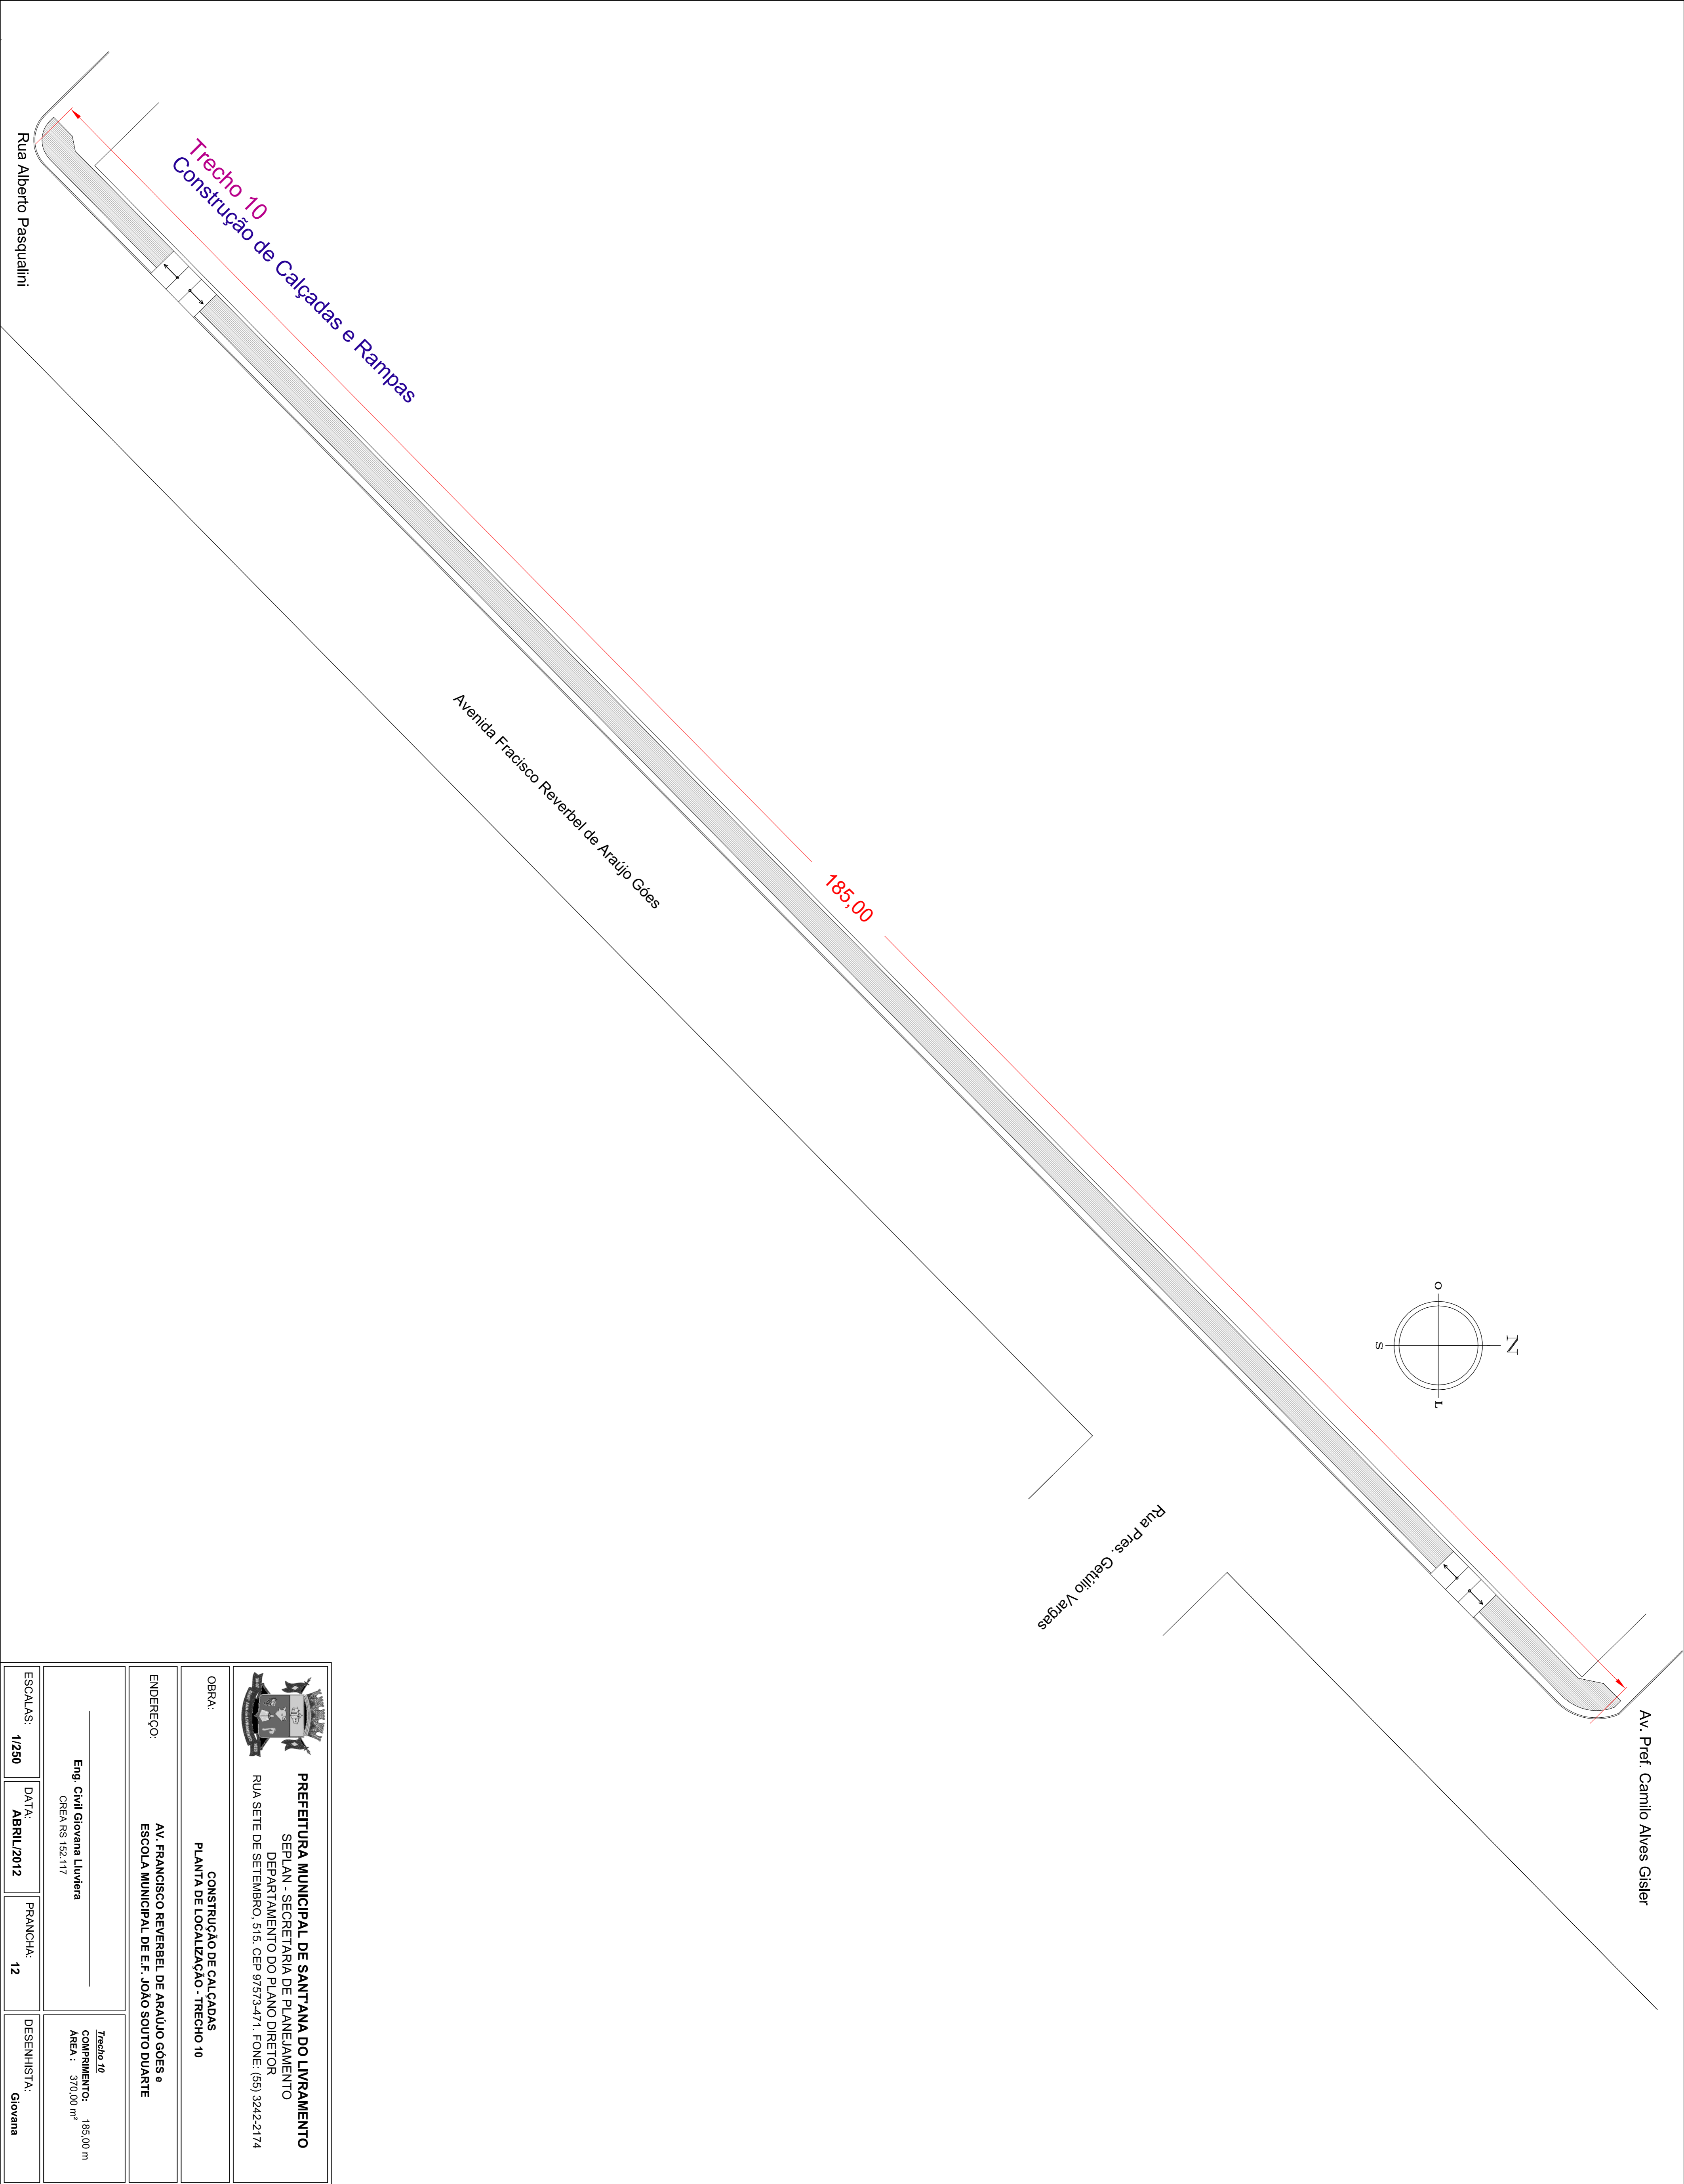 Rua Alberto Pasqualini
Trecho 10
Construção de Calçadas e Rampas
Avenida Fracisco Reverbel de Araújo Góes
185,00
N
O
L
S
Rua Pres. Getúlio Vargas
Av. Pref. Camilo Alves Gisler
PREFEITURA MUNICIPAL DE SANT'ANA DO LIVRAMENTO
SEPLAN - SECRETARIA DE PLANEJAMENTO
DEPARTAMENTO DO PLANO DIRETOR
RUA SETE DE SETEMBRO, 515. CEP 97573-471. FONE: (55) 3242-2174
OBRA:
CONSTRUÇÃO DE CALÇADAS
PLANTA DE LOCALIZAÇÃO - TRECHO 10
ENDEREÇO:
AV. FRANCISCO REVERBEL DE ARAÚJO GÓES e
ESCOLA MUNICIPAL DE E.F. JOÃO SOUTO DUARTE
Eng. Civil Giovana Lluviera
CREA RS 152.117
Trecho 10
COMPRIMENTO: 185,00 m
ÁREA : 370,00 m²
ESCALAS: 1/250
DATA: ABRIL/2012
PRANCHA: 12
DESENHISTA: Giovana